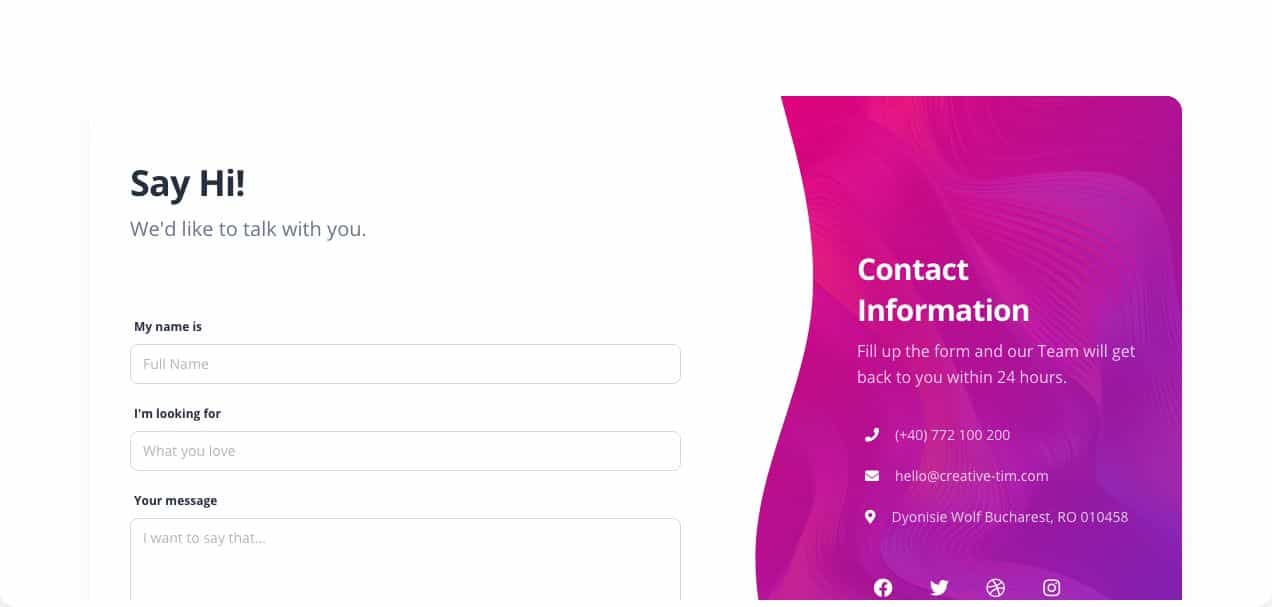 Say Hi!
We'd like to talk with you.
My name is
Full Name
I'm looking for
What you love
Your message
I want to say that...
Contact
Information
Fill up the form and our Team will get
back to you within 24 hours.
(+40) 772 100 200
hello@creative-tim.com
Dyonisie Wolf Bucharest, RO 010458